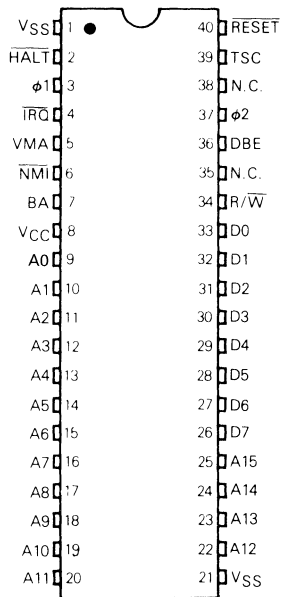 VSS 1 40 RESET
HALT 2 39 TSC
ϕ1 3 38 N.C.
IRQ 4 37 ϕ2
VMA 5 36 DBE
NMI 6 35 N.C.
BA 7 34 R/W
VCC 8 33 D0
A0 9 32 D1
A1 10 31 D2
A2 11 30 D3
A3 12 29 D4
A4 13 28 D5
A5 14 27 D6
A6 15 26 D7
A7 16 25 A15
A8 17 24 A14
A9 18 23 A13
A10 19 22 A12
A11 20 21 VSS